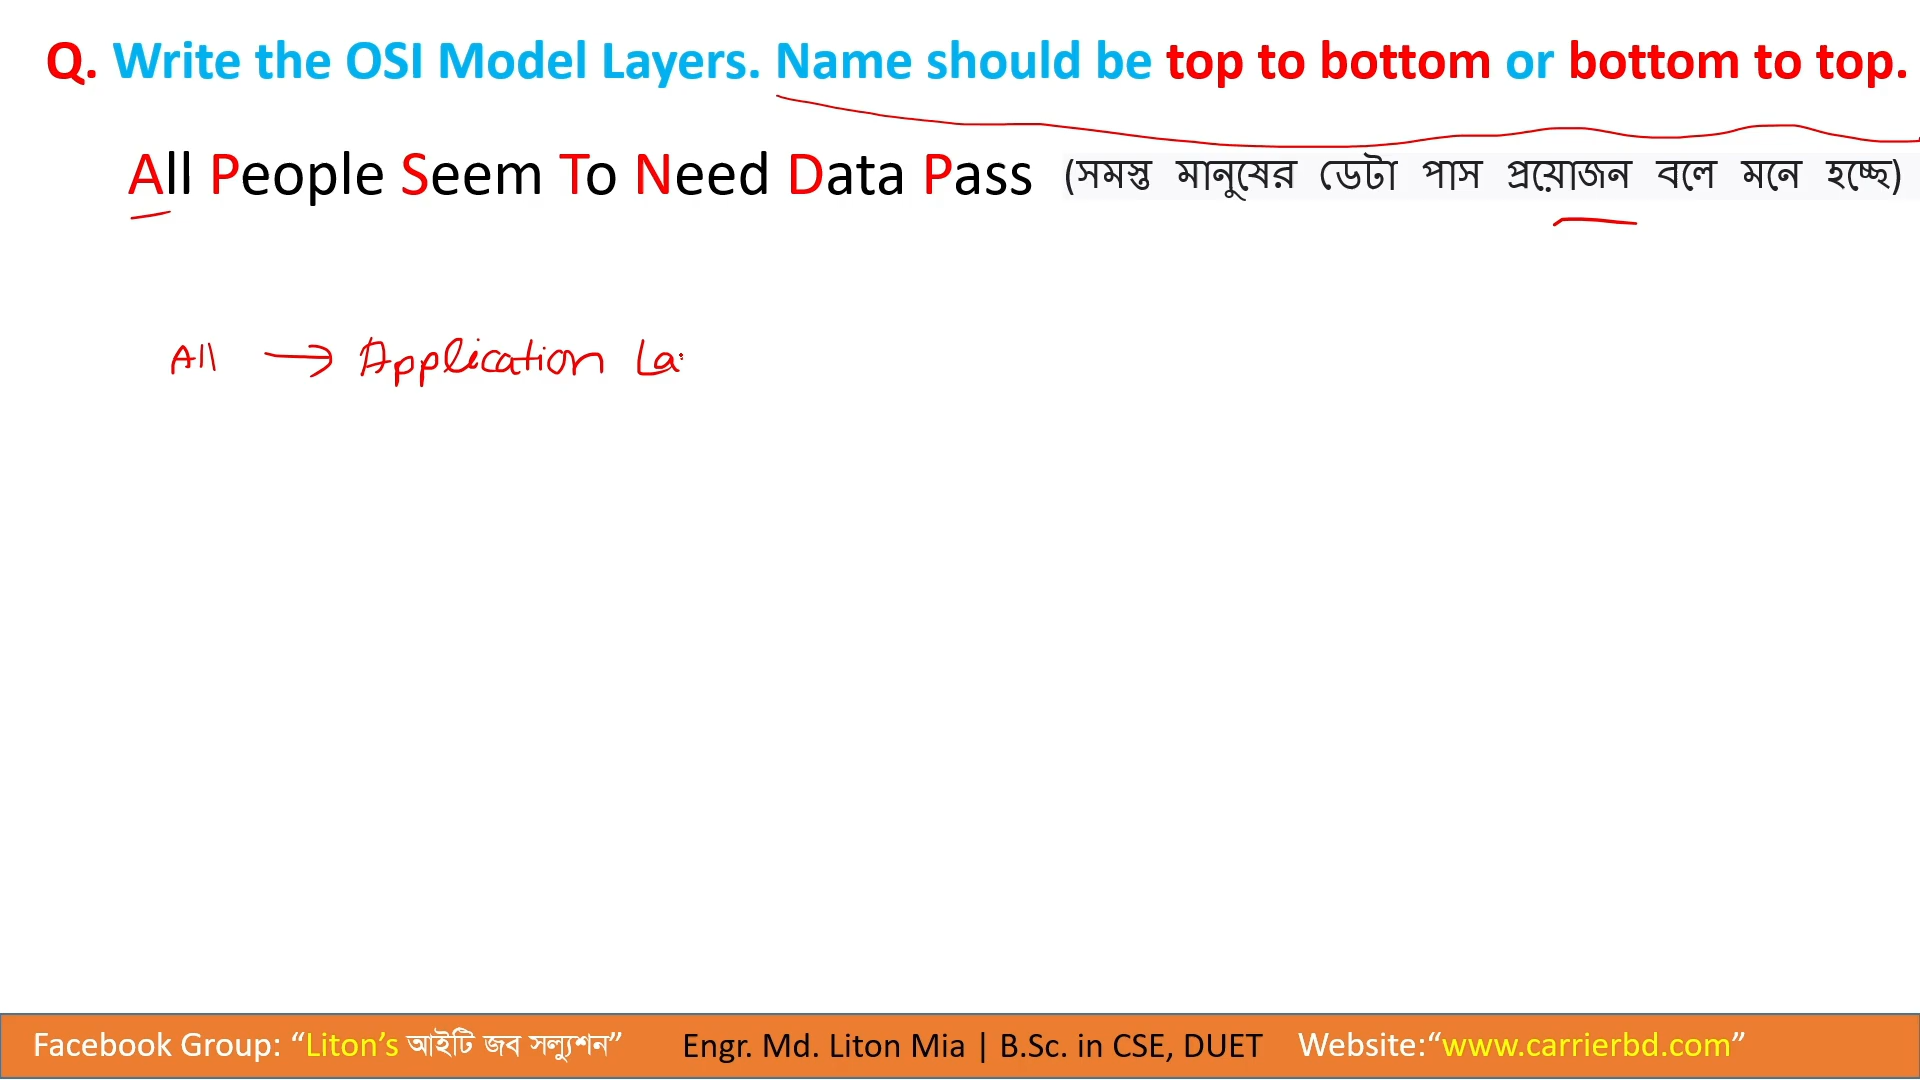 Q. Write the OSI Model Layers. Name should be top to bottom or bottom to top.
All People Seem To Need Data Pass (সমস্ত মানুষের ডেটা পাস প্রয়োজন বলে মনে হচ্ছে)
All → Application La
Facebook Group: “Liton’s আইটি জব সল্যুশন” Engr. Md. Liton Mia | B.Sc. in CSE, DUET Website:“www.carrierbd.com”